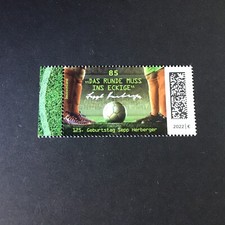 85
„DAS RUNDE MUSS
INS ECKIGE“
125. Geburtstag Sepp Herberger
2022